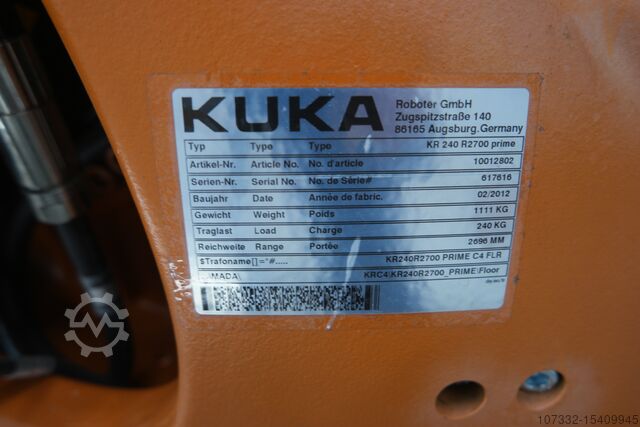 KUKA
Roboter GmbH
Zugspitzstraße 140
86165 Augsburg.Germany
Typ Type Type KR 240 R2700 prime
Artikel-Nr. Article No. No. d'article 10012802
Serien-Nr. Serial No. No. de Série# 617616
Baujahr Date Année de fabric. 02/2012
Gewicht Weight Poids 1111 KG
Traglast Load Charge 240 KG
Reichweite Range Portée 2696 MM
$Trafoname[]="#..... KR240R2700 PRIME C4 FLR
...\MADA\ KRC4\KR240R2700_PRIME\Floor
107332-15409945